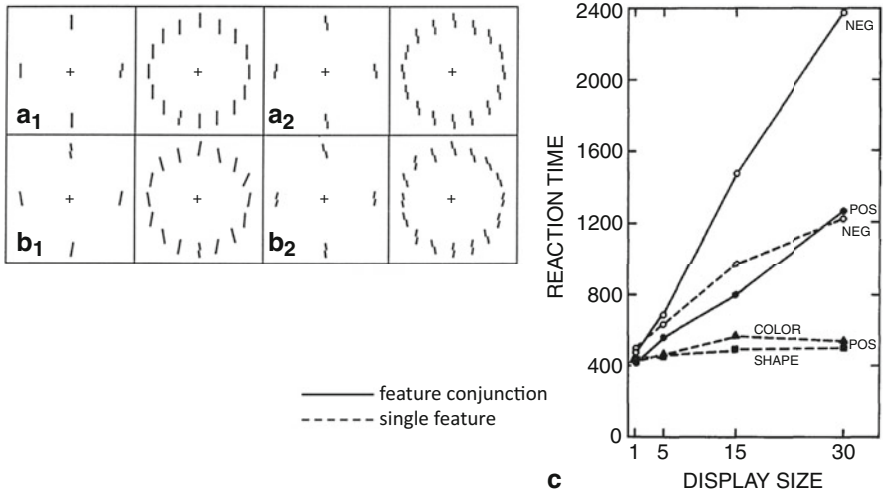 a1
a2
b1
b2
feature conjunction
single feature
REACTION TIME
2400
2000
1600
1200
800
400
0
NEG
POS
NEG
COLOR
POS
SHAPE
1 5 15 30
c DISPLAY SIZE